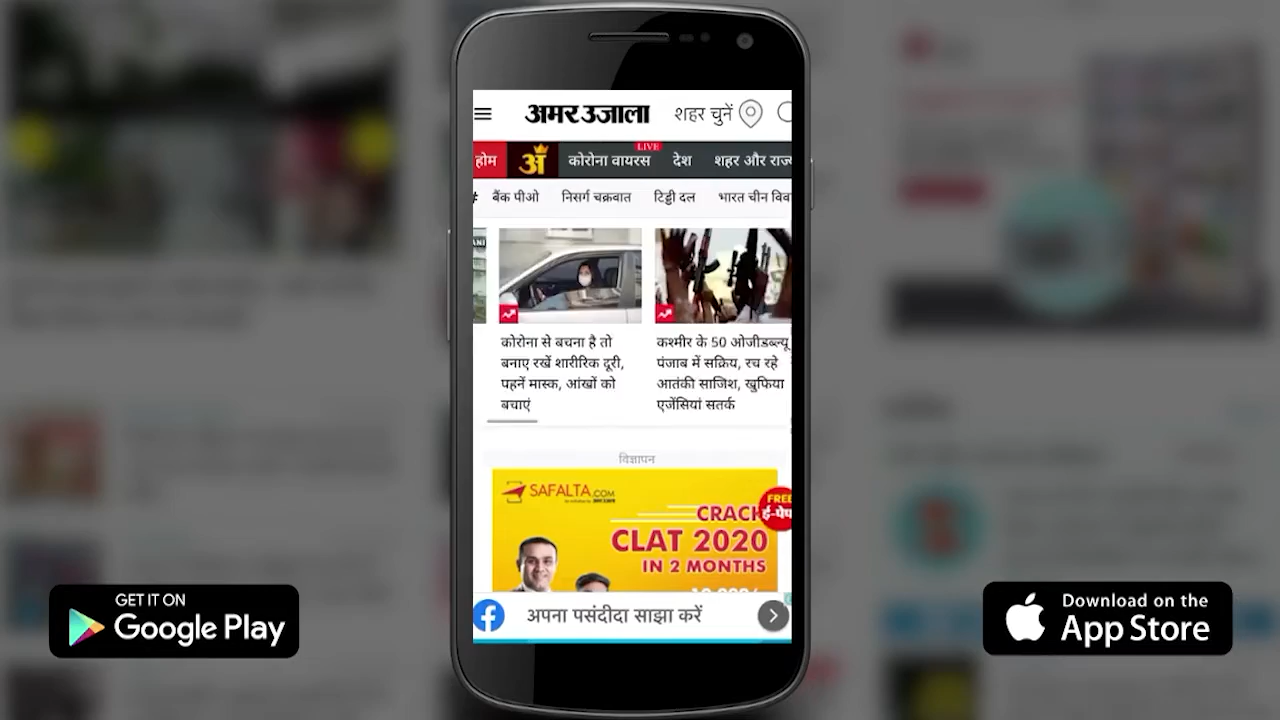 अमर उजाला
शहर चुनें
होम
अँ
कोरोना वायरस
LIVE
देश
शहर और राज्य
बैंक पीओ
निसर्ग चक्रवात
टिड्डी दल
भारत चीन विव
कोरोना से बचना है तो
बनाए रखें शारीरिक दूरी,
पहनें मास्क, आंखों को
बचाएं
कश्मीर के 50 ओजीडब्ल्यू
पंजाब में सक्रिय, रच रहे
आतंकी साजिश, खुफिया
एजेंसियां सतर्क
विज्ञापन
SAFALTA.COM
CRACK
CLAT 2020
IN 2 MONTHS
FREE
ई-पेप
अपना पसंदीदा साझा करें
GET IT ON
Google Play
Download on the
App Store